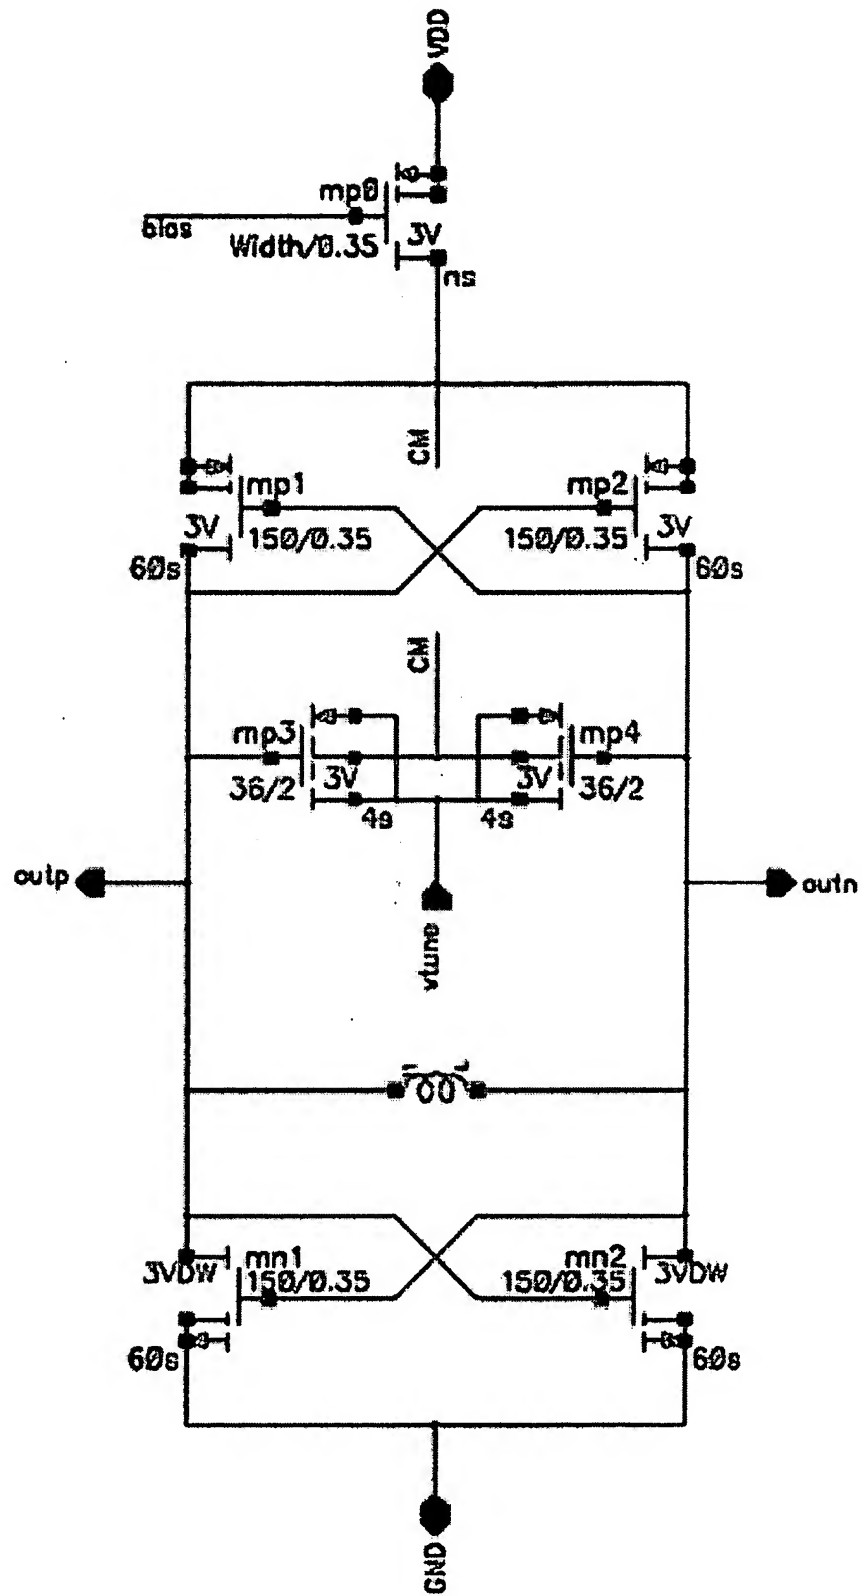 VDD
mp0
bias
Width/0.35
3V
ns
CM
mp1
mp2
3V
150/0.35
150/0.35
3V
60s
60s
CM
mp3
mp4
3V
3V
36/2
36/2
4s
4s
outp
outn
vtune
L
mn1
mn2
3VDW
150/0.35
150/0.35
3VDW
60s
60s
GND